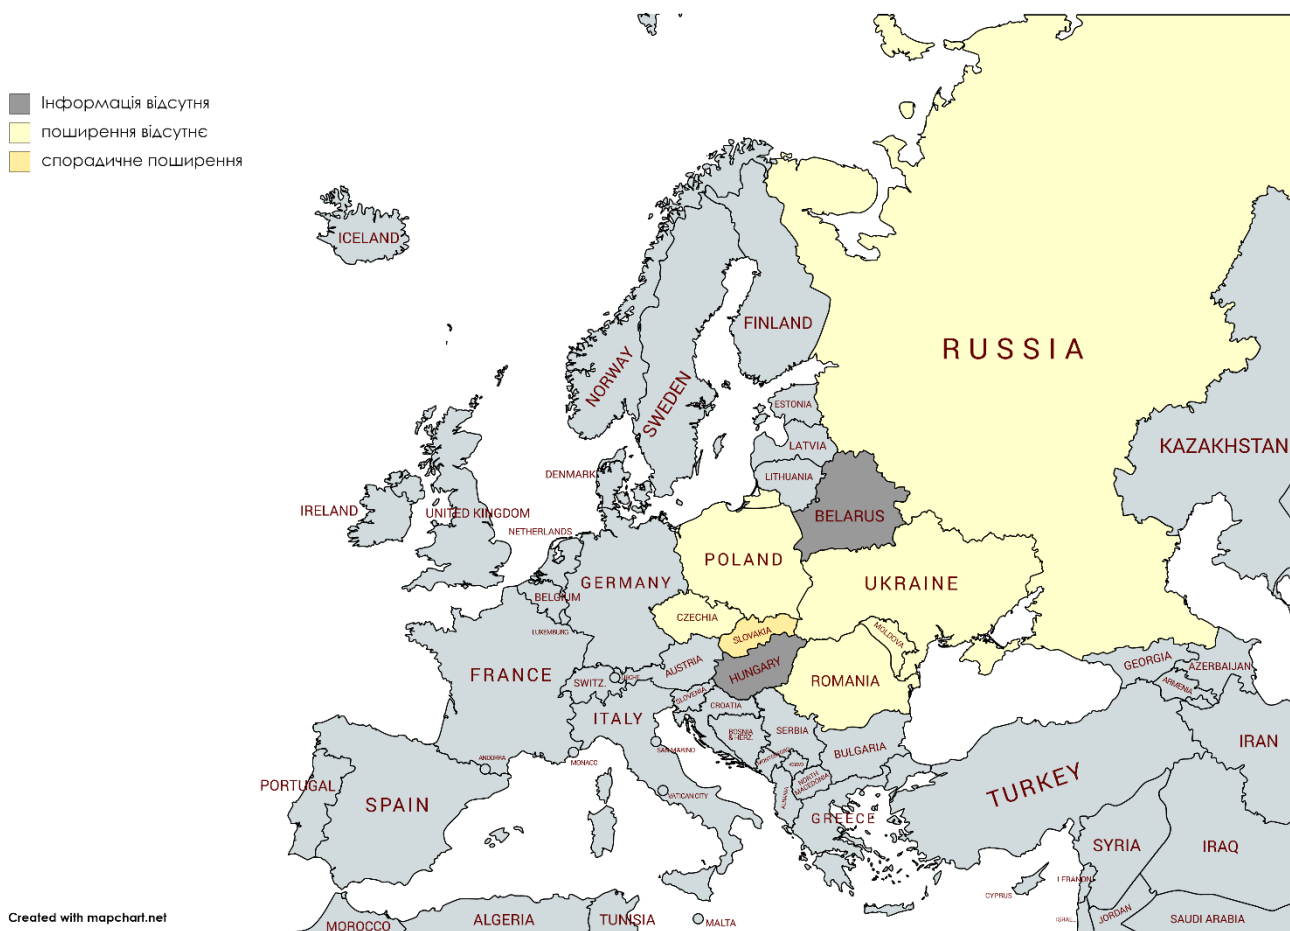 Інформація відсутня
поширення відсутнє
спорадичне поширення
ICELAND
RUSSIA
FINLAND
NORWAY
SWEDEN
ESTONIA
KAZAKHSTAN
LATVIA
DENMARK
LITHUANIA
IRELAND
UNITED KINGDOM
BELARUS
NETHERLANDS
POLAND
GERMANY
UKRAINE
BELGIUM
CZECHIA
LUXEMBURG
SLOVAKIA
MOLDOVA
FRANCE
AUSTRIA
HUNGARY
GEORGIA
AZERBAIJAN
SWITZ.
ROMANIA
ARMENIA
SLOVENIA
CROATIA
ITALY
BOSNIA
& HERZ.
SERBIA
IRAN
BULGARIA
SAN MARINO
MONTENEGRO
ANDORRA
MONACO
NORTH
MACEDONIA
PORTUGAL
TURKEY
SPAIN
VATICAN CITY
ALBANIA
GREECE
SYRIA
IRAQ
LEBANON
CYPRUS
Created with mapchart.net
MOROCCO
ALGERIA
TUNISIA
MALTA
JORDAN
SAUDI ARABIA